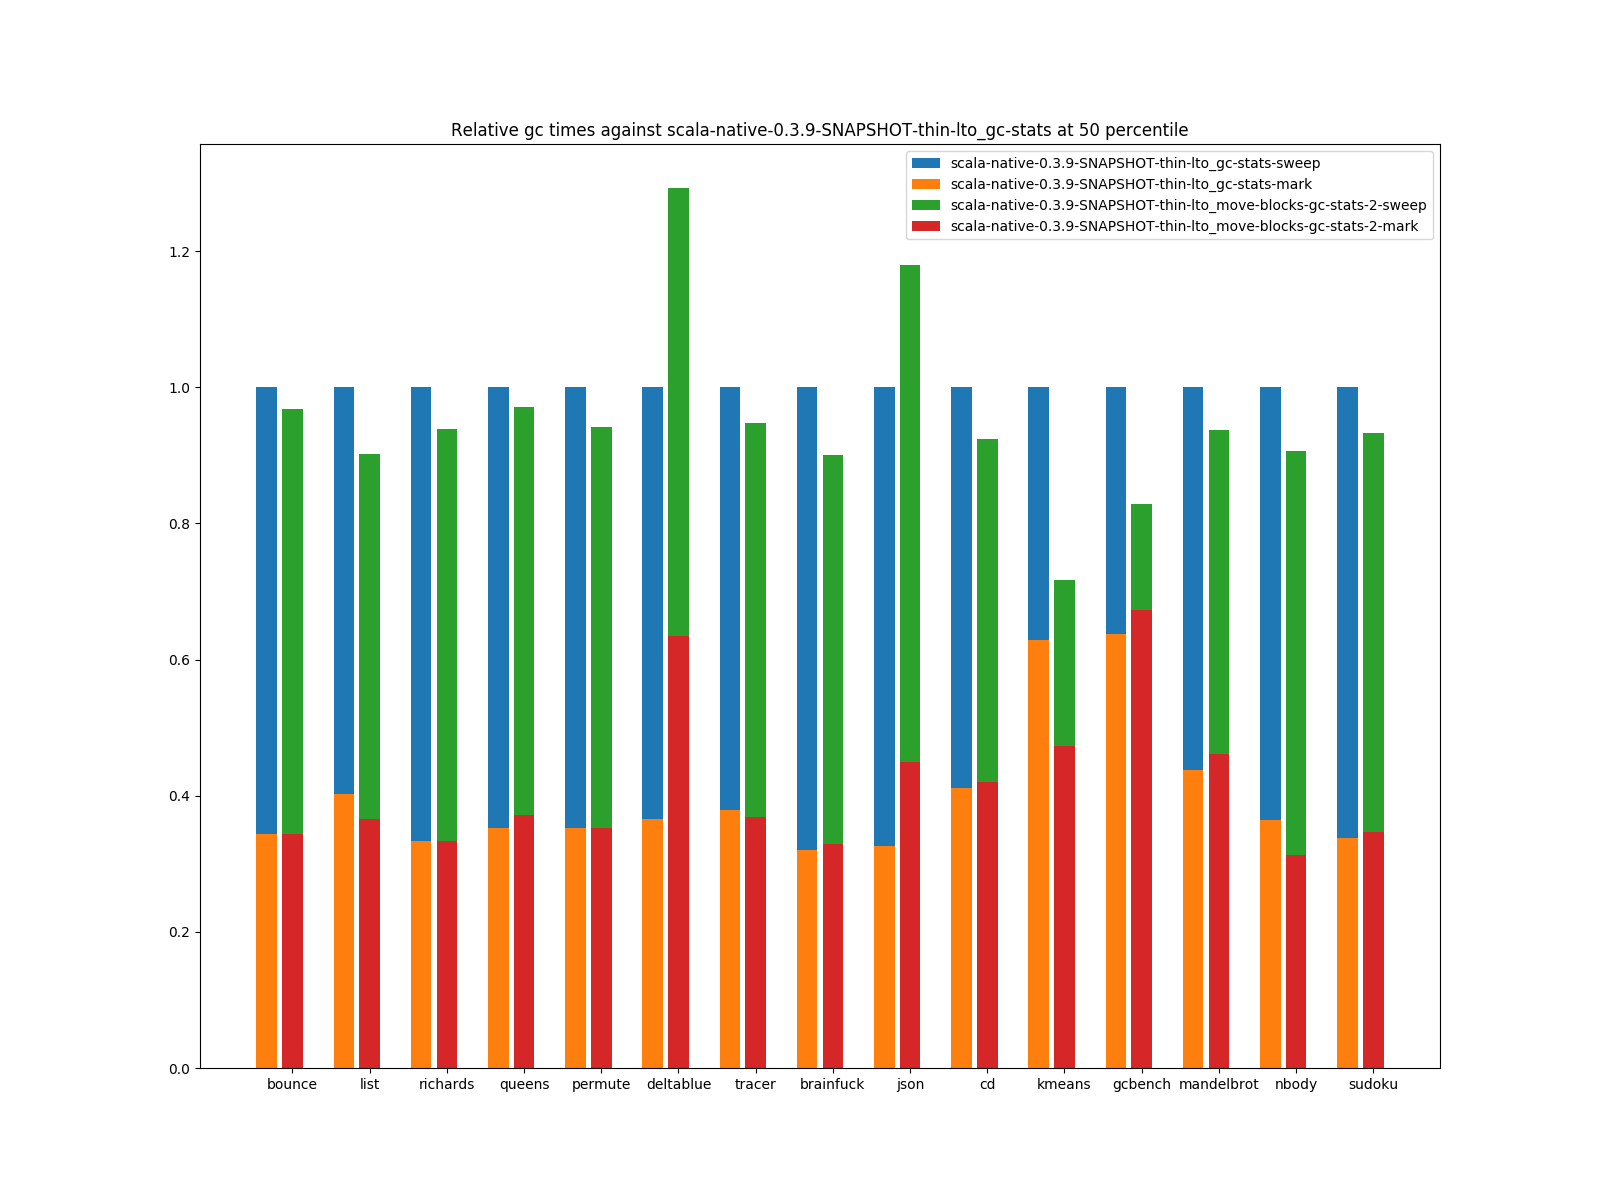 Relative gc times against scala-native-0.3.9-SNAPSHOT-thin-lto_gc-stats at 50 percentile
scala-native-0.3.9-SNAPSHOT-thin-lto_gc-stats-sweep
scala-native-0.3.9-SNAPSHOT-thin-lto_gc-stats-mark
scala-native-0.3.9-SNAPSHOT-thin-lto_move-blocks-gc-stats-2-sweep
scala-native-0.3.9-SNAPSHOT-thin-lto_move-blocks-gc-stats-2-mark
1.2
1.0
0.8
0.6
0.4
0.2
0.0
bounce list richards queens permute deltablue tracer brainfuck json cd kmeans gcbench mandelbrot nbody sudoku